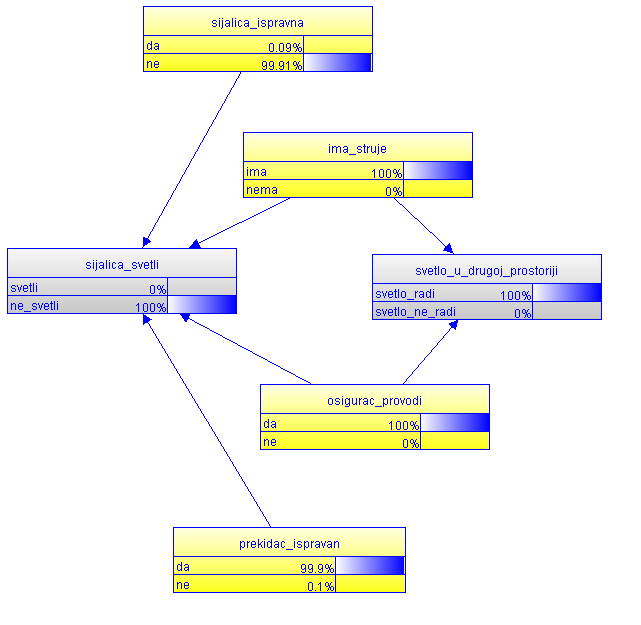 sijalica_ispravna
da 0.09%
ne 99.91%
ima_struje
ima 100%
nema 0%
sijalica_svetli
svetli 0%
ne_svetli 100%
svetlo_u_drugoj_prostoriji
svetlo_radi 100%
svetlo_ne_radi 0%
osigurac_provodi
da 100%
ne 0%
prekidac_ispravan
da 99.9%
ne 0.1%